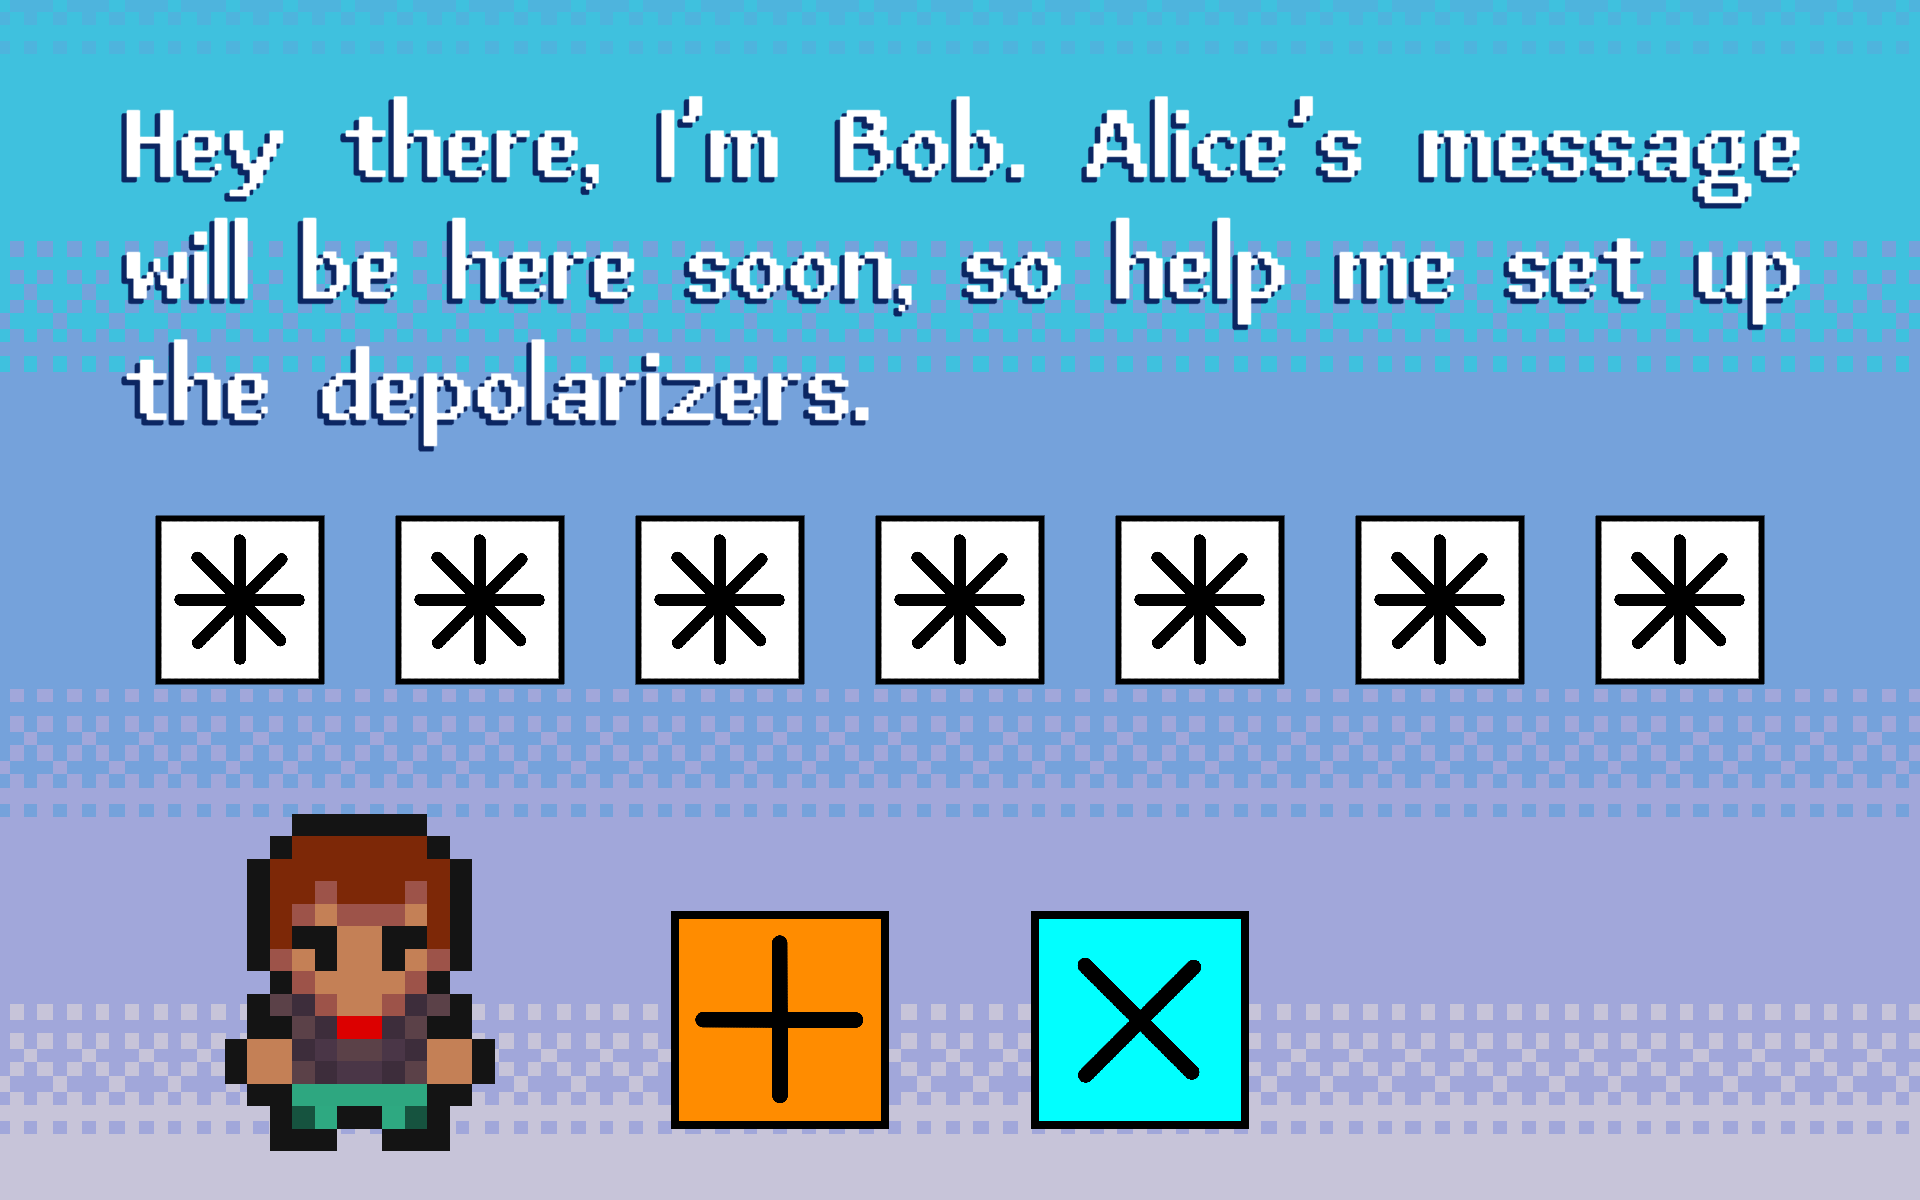 Hey there, I'm Bob. Alice's message
will be here soon, so help me set up
the depolarizers.